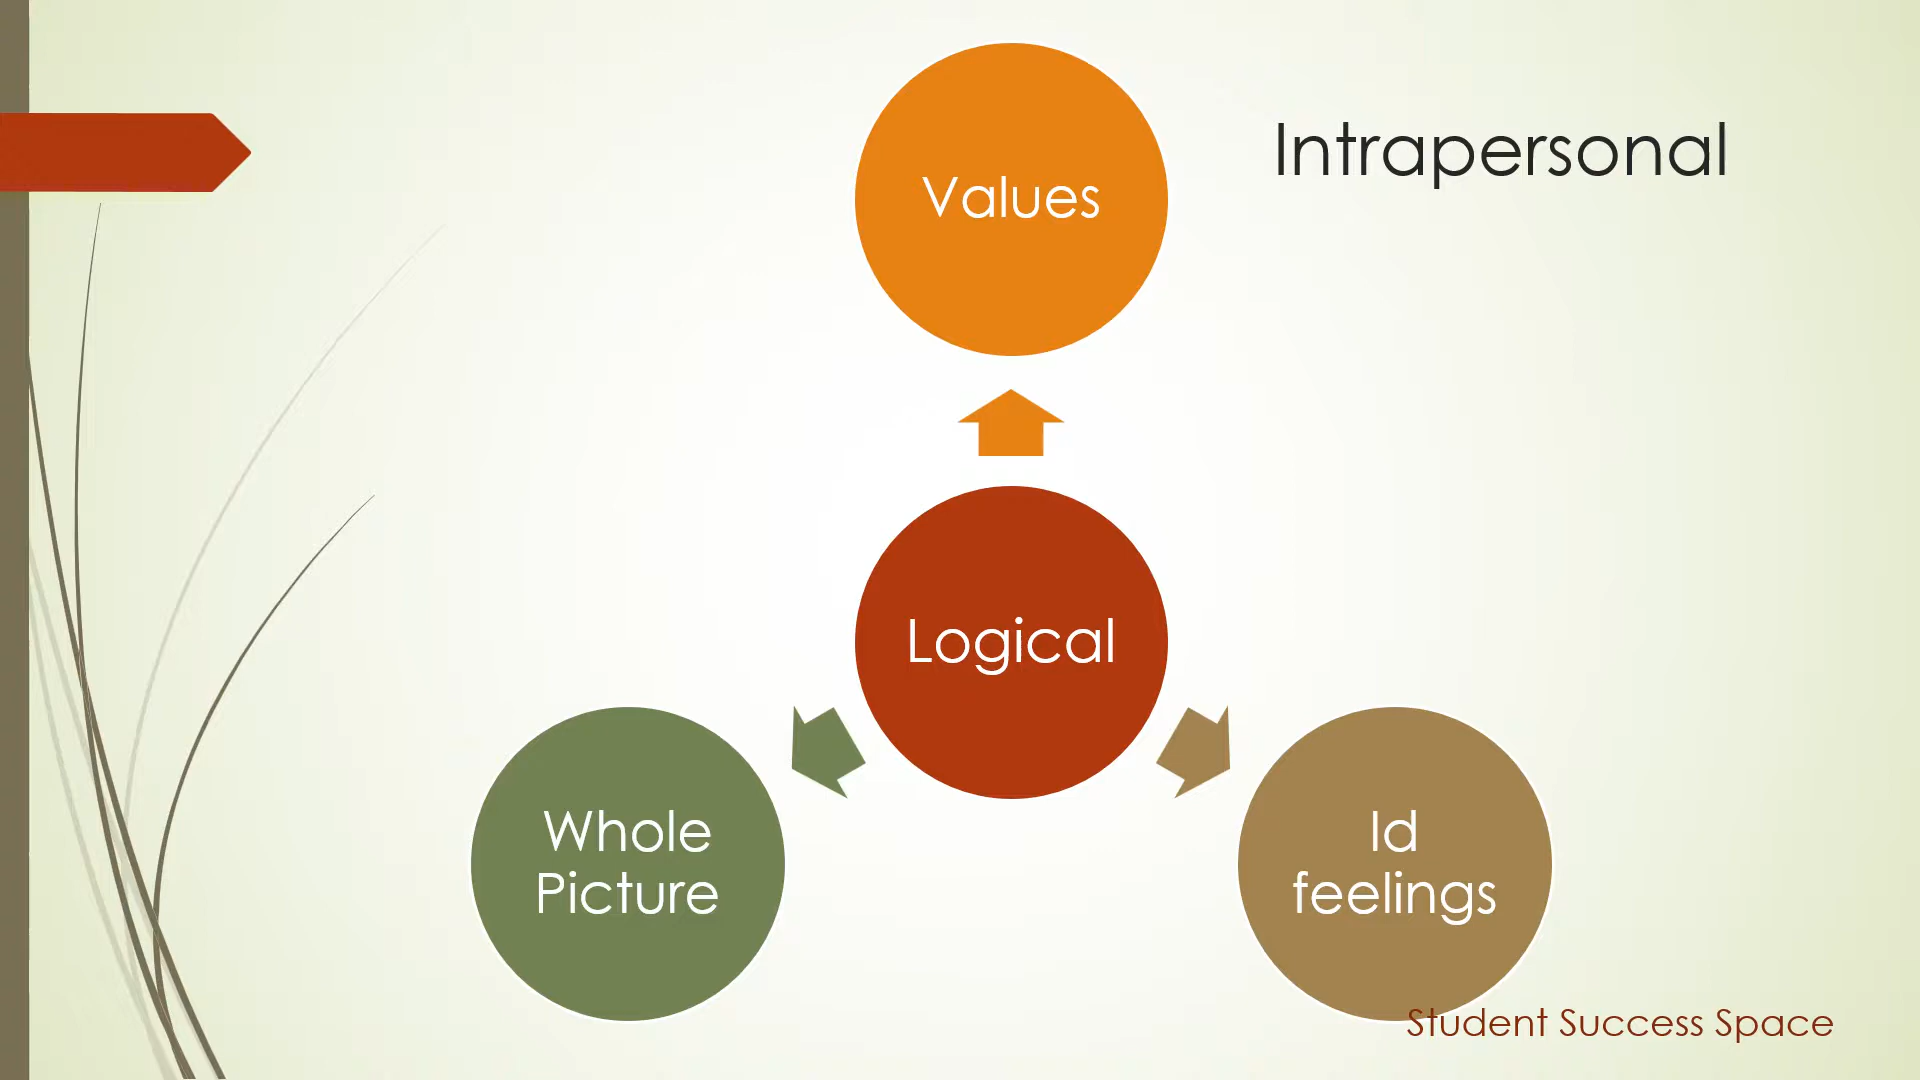 Intrapersonal
Values
Logical
Whole
Picture
Id
feelings
Student Success Space